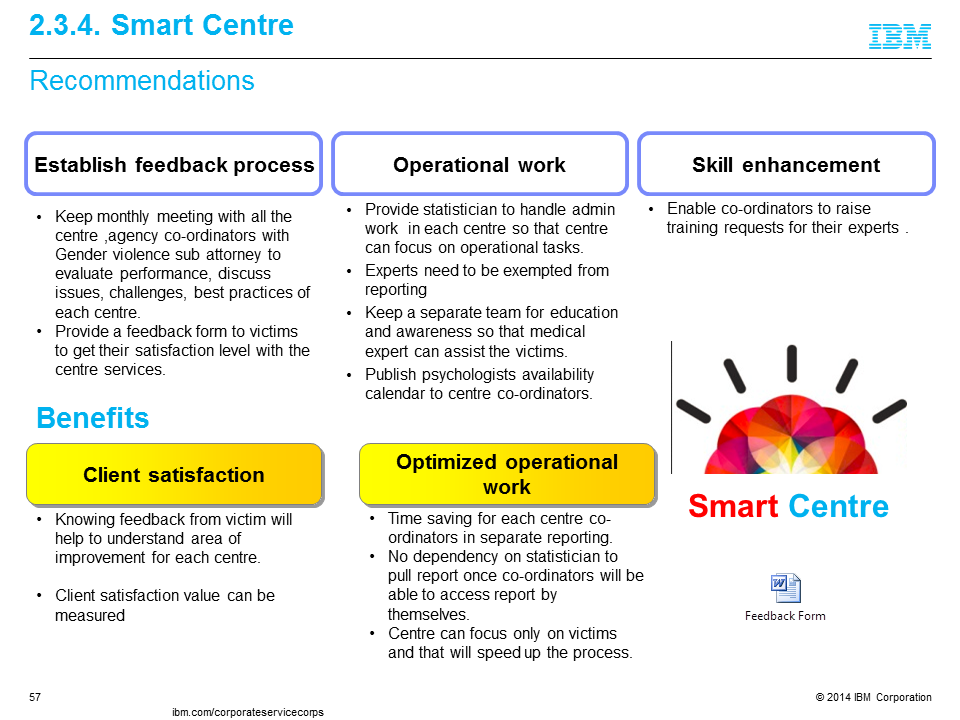 2.3.4. Smart Centre
IBM
Recommendations
Establish feedback process
• Keep monthly meeting with all the
centre ,agency co-ordinators with
Gender violence sub attorney to
evaluate performance, discuss
issues, challenges, best practices of
each centre.
• Provide a feedback form to victims
to get their satisfaction level with the
centre services.
Operational work
• Provide statistician to handle admin
work in each centre so that centre
can focus on operational tasks.
• Experts need to be exempted from
reporting
• Keep a separate team for education
and awareness so that medical
expert can assist the victims.
• Publish psychologists availability
calendar to centre co-ordinators.
Skill enhancement
• Enable co-ordinators to raise
training requests for their experts .
Benefits
Client satisfaction
• Knowing feedback from victim will
help to understand area of
improvement for each centre.
• Client satisfaction value can be
measured
Optimized operational
work
• Time saving for each centre co-
ordinators in separate reporting.
• No dependency on statistician to
pull report once co-ordinators will be
able to access report by
themselves.
• Centre can focus only on victims
and that will speed up the process.
Smart Centre
W
Feedback Form
57
ibm.com/corporateservicecorps
© 2014 IBM Corporation